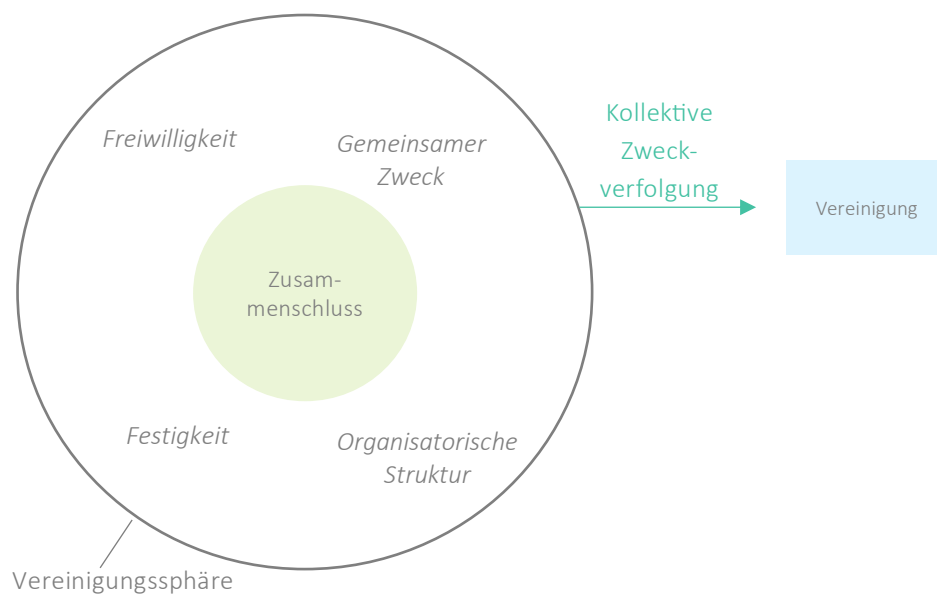 Freiwilligkeit
Gemeinsamer
Zweck
Kollektive
Zweck-
verfolgung
Vereinigung
Zusam-
menschluss
Festigkeit
Organisatorische
Struktur
Vereinigungssphäre